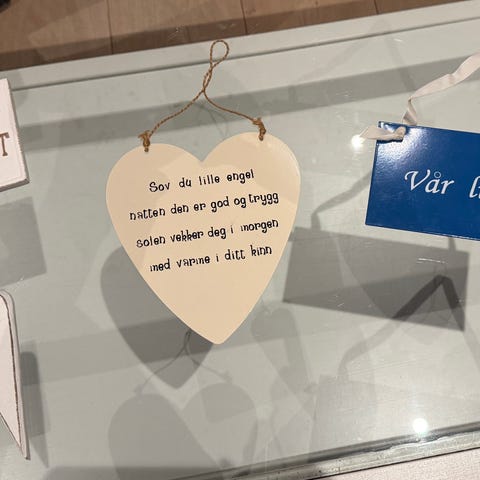 Sov du lille engel
natten den er god og trygg
solen vekker deg i morgen
med varme i ditt kinn
Vår
T